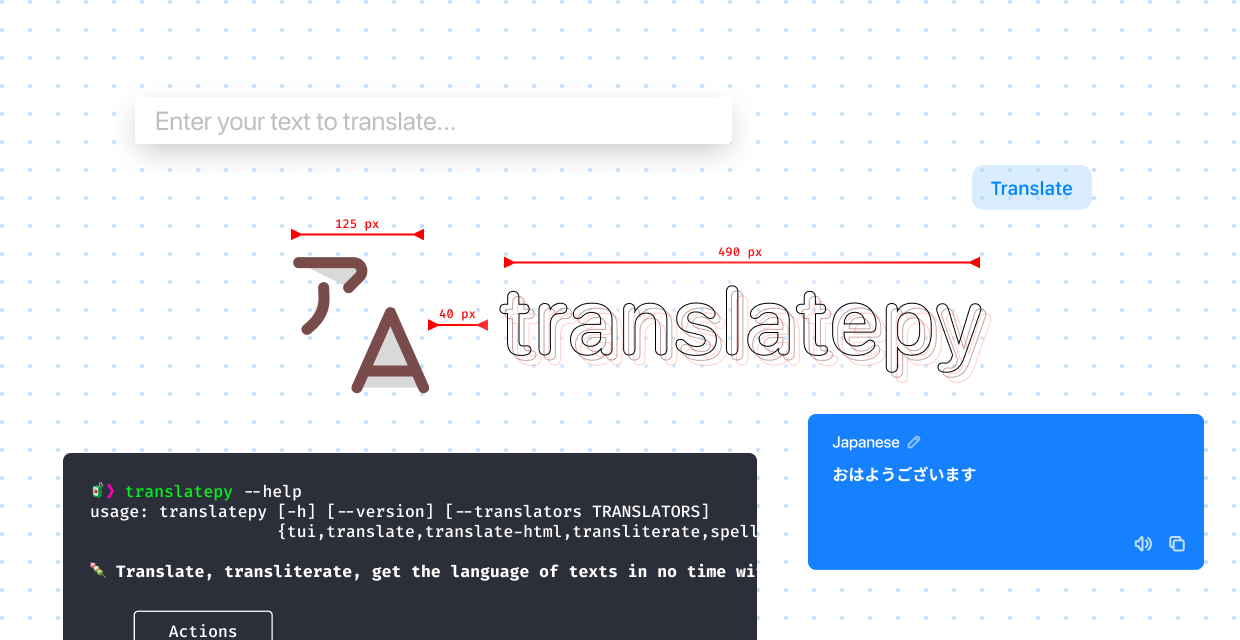 Enter your text to translate...
Translate
125 px
490 px
ア
A
40 px
translatepy
Japanese
おはようございます
translatepy --help
usage: translatepy [-h] [--version] [--translators TRANSLATORS]
{tui,translate,translate-html,transliterate,spell
Translate, transliterate, get the language of texts in no time wi
Actions